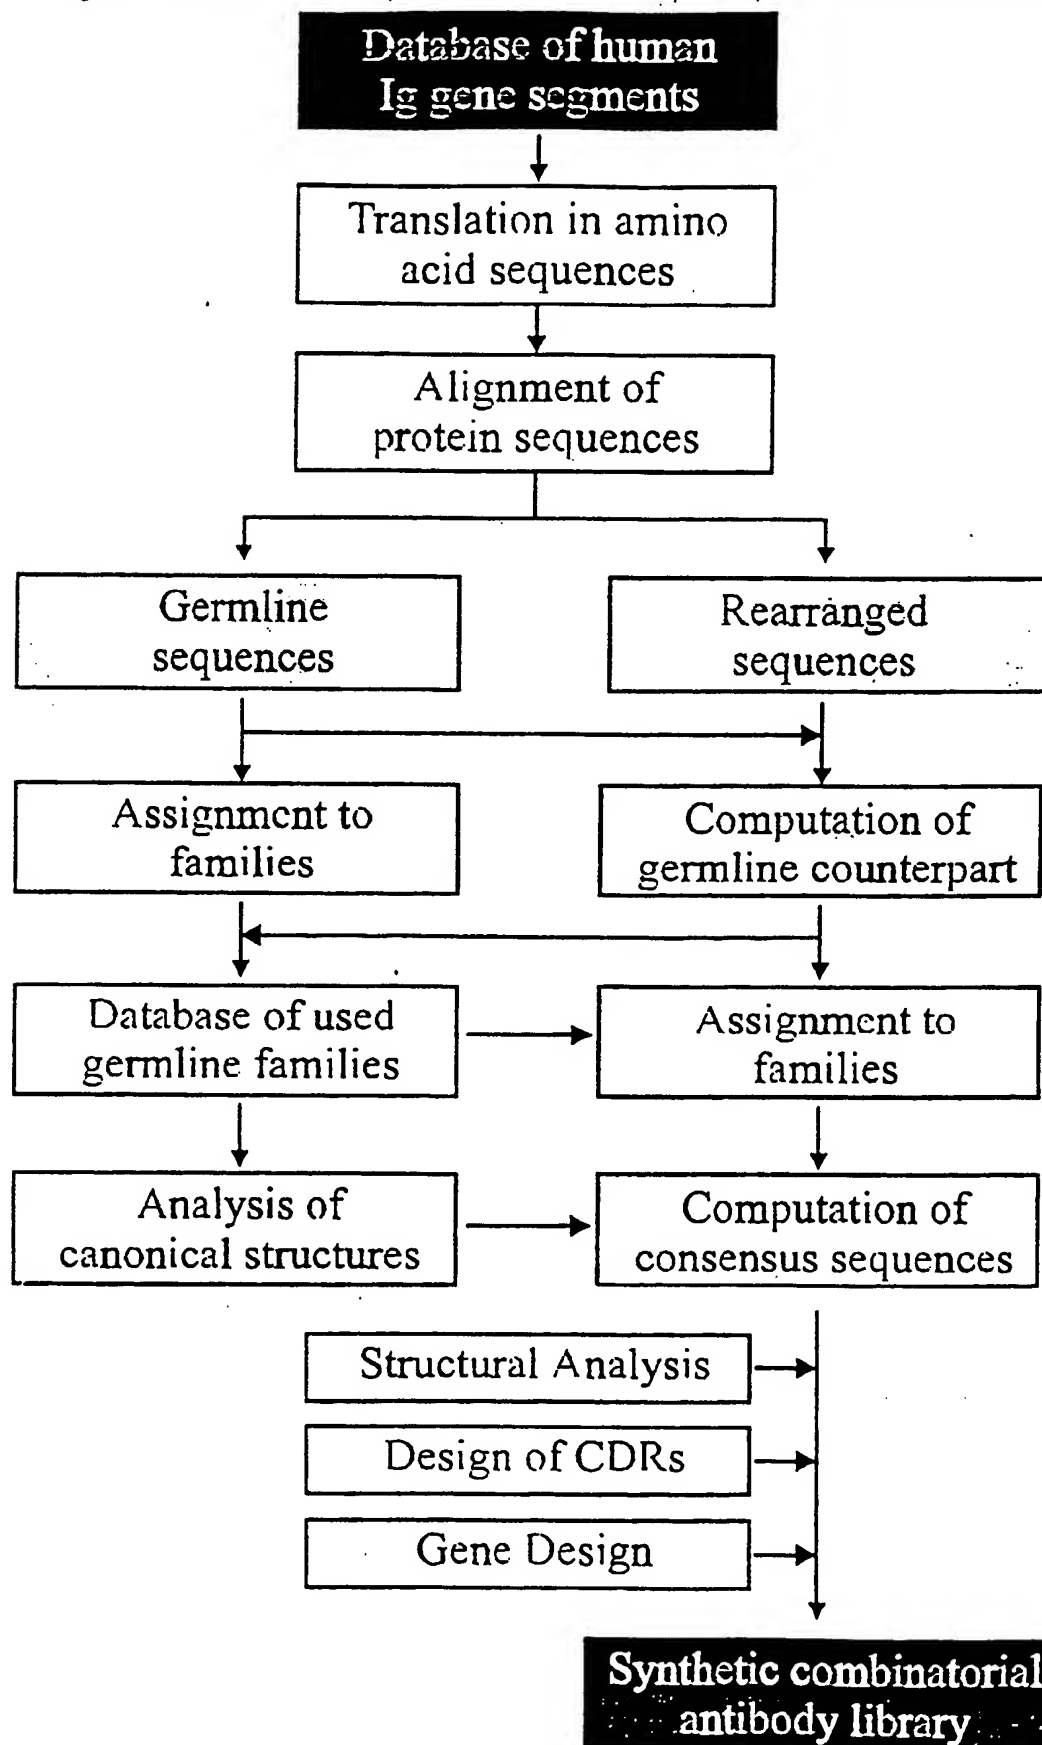 Database of human
Ig gene segments
Translation in amino
acid sequences
Alignment of
protein sequences
Germline
sequences
Rearranged
sequences
Assignment to
families
Computation of
germline counterpart
Database of used
germline families
Assignment to
families
Analysis of
canonical structures
Computation of
consensus sequences
Structural Analysis
Design of CDRs
Gene Design
Synthetic combinatorial
antibody library